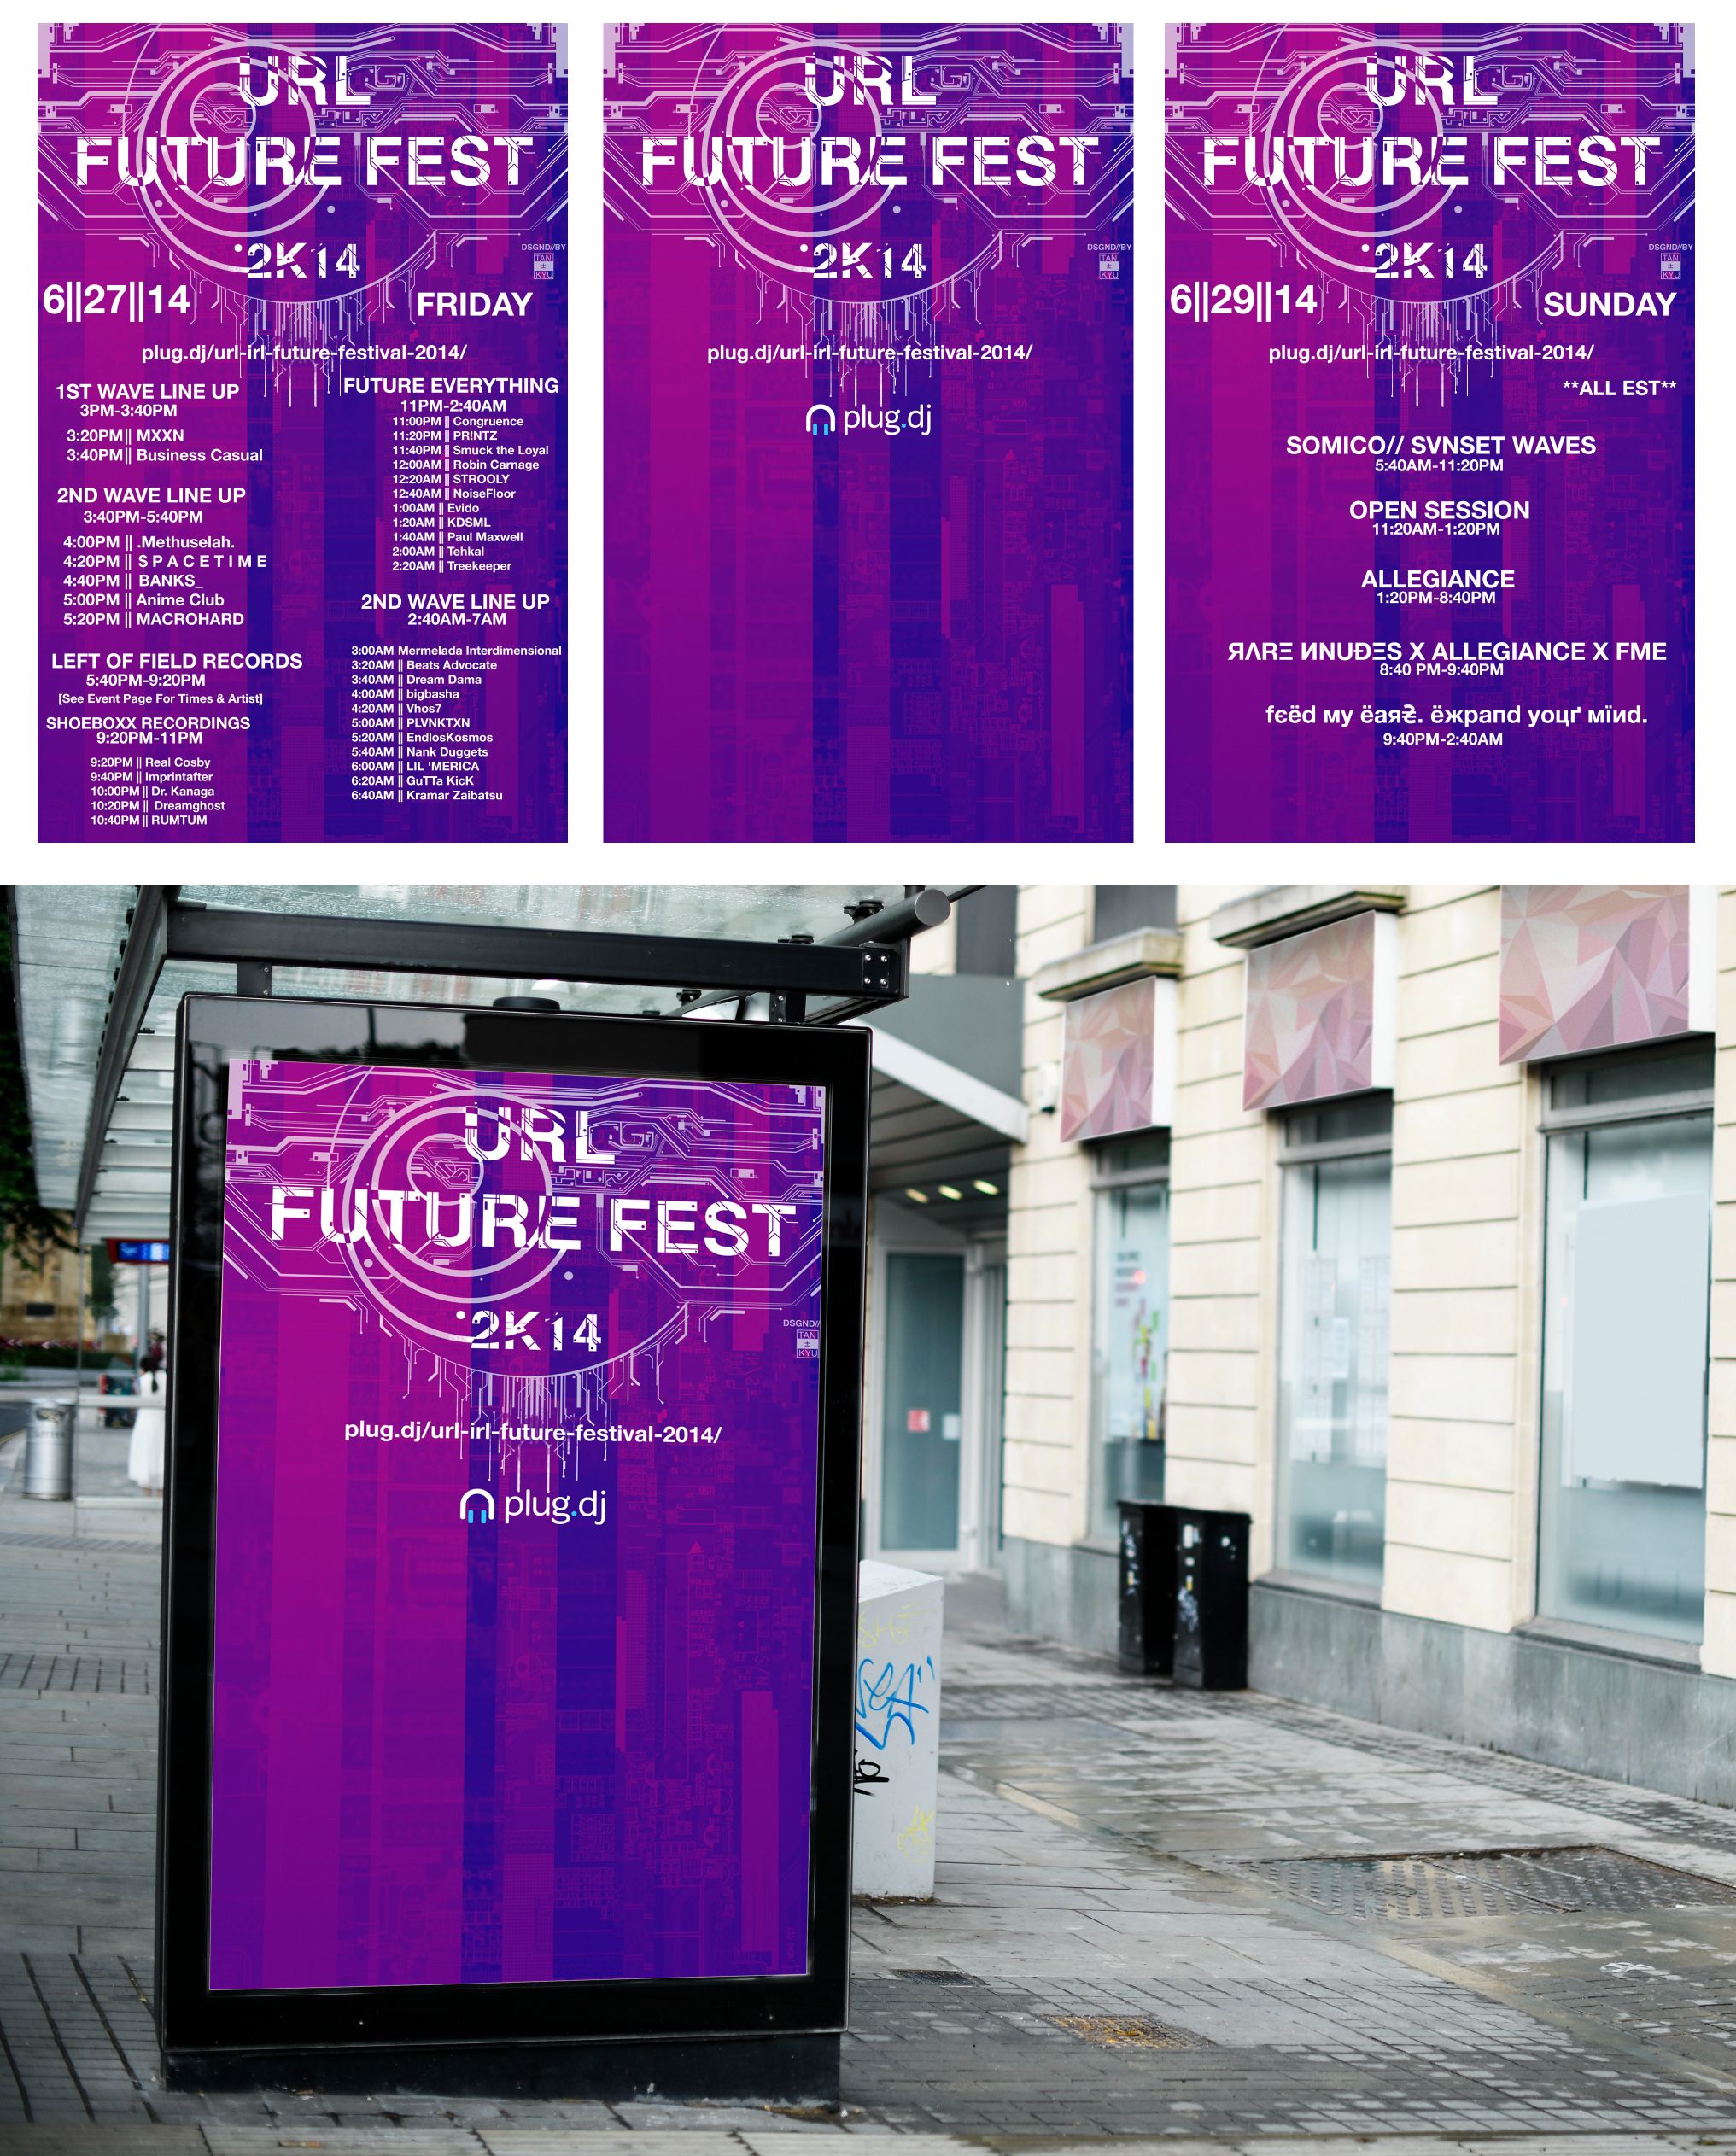 URL
FUTURE FEST
2K14
DSGND//BY
TAN
±
KYU
6||27||14
FRIDAY
plug.dj/url-irl-future-festival-2014/
1ST WAVE LINE UP
3PM-3:40PM
3:20PM|| MXXN
3:40PM|| Business Casual
2ND WAVE LINE UP
3:40PM-5:40PM
4:00PM || .Methuselah.
4:20PM || $ P A C E T I M E
4:40PM || BANKS_
5:00PM || Anime Club
5:20PM || MACROHARD
LEFT OF FIELD RECORDS
5:40PM-9:20PM
[See Event Page For Times & Artist]
SHOEBOXX RECORDINGS
9:20PM-11PM
9:20PM || Real Cosby
9:40PM || Imprintafter
10:00PM || Dr. Kanaga
10:20PM || Dreamghost
10:40PM || RUMTUM
FUTURE EVERYTHING
11PM-2:40AM
11:00PM || Congruence
11:20PM || PR!NTZ
11:40PM || Smuck the Loyal
12:00AM || Robin Carnage
12:20AM || STROOLY
12:40AM || NoiseFloor
1:00AM || Evido
1:20AM || KDSML
1:40AM || Paul Maxwell
2:00AM || Tehkal
2:20AM || Treekeeper
2ND WAVE LINE UP
2:40AM-7AM
3:00AM Mermelada Interdimensional
3:20AM || Beats Advocate
3:40AM || Dream Dama
4:00AM || bigbasha
4:20AM || Vhos7
5:00AM || PLVNKTXN
5:20AM || EndlosKosmos
5:40AM || Nank Duggets
6:00AM || LIL 'MERICA
6:20AM || GuTTa KicK
6:40AM || Kramar Zaibatsu
URL
FUTURE FEST
2K14
DSGND//BY
TAN
±
KYU
plug.dj/url-irl-future-festival-2014/
plug.dj
URL
FUTURE FEST
2K14
DSGND//BY
TAN
±
KYU
6||29||14
SUNDAY
plug.dj/url-irl-future-festival-2014/
**ALL EST**
SOMICO// SVNSET WAVES
5:40AM-11:20PM
OPEN SESSION
11:20AM-1:20PM
ALLEGIANCE
1:20PM-8:40PM
ЯΛRΞ ИNUĐΞS X ALLEGIANCE X FME
8:40 PM-9:40PM
fєёd мy ёaя₴. ёжpaпd yoцґ мїиd.
9:40PM-2:40AM
URL
FUTURE FEST
2K14
DSGND//
TAN
±
KYU
plug.dj/url-irl-future-festival-2014/
plug.dj